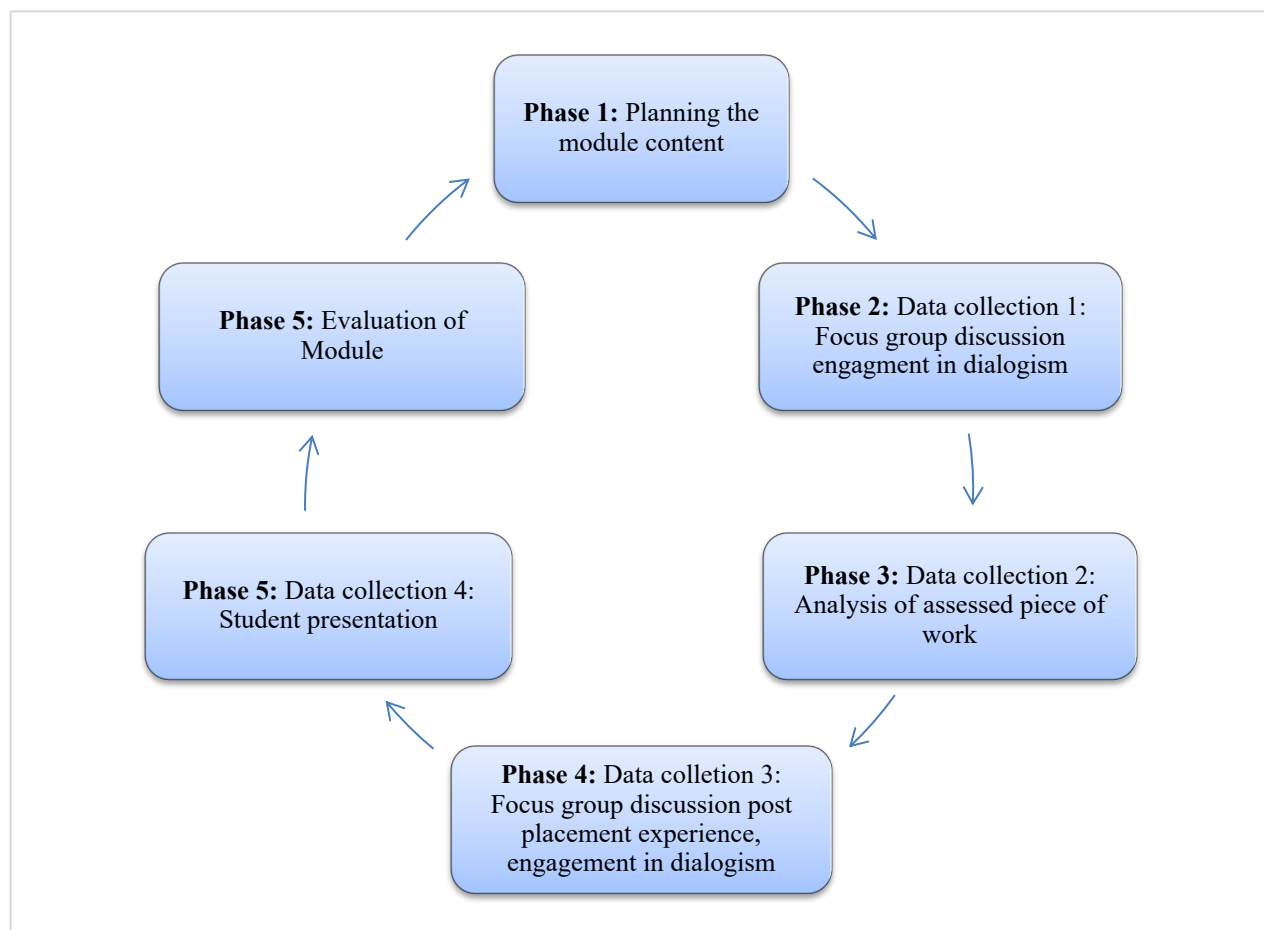 Phase 1: Planning the
module content
Phase 2: Data collection 1:
Focus group discussion
engagment in dialogism
Phase 3: Data collection 2:
Analysis of assessed piece of
work
Phase 4: Data colletion 3:
Focus group discussion post
placement experience,
engagement in dialogism
Phase 5: Data collection 4:
Student presentation
Phase 5: Evaluation of
Module